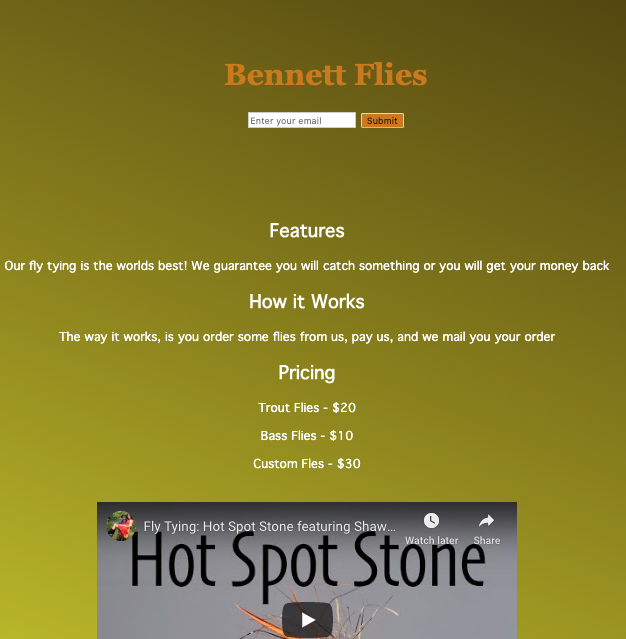 Bennett Flies
Enter your email Submit
Features
Our fly tying is the worlds best! We guarantee you will catch something or you will get your money back
How it Works
The way it works, is you order some flies from us, pay us, and we mail you your order
Pricing
Trout Flies - $20
Bass Flies - $10
Custom Fles - $30
Fly Tying: Hot Spot Stone featuring Shaw...
Watch later Share
Hot Spot Stone